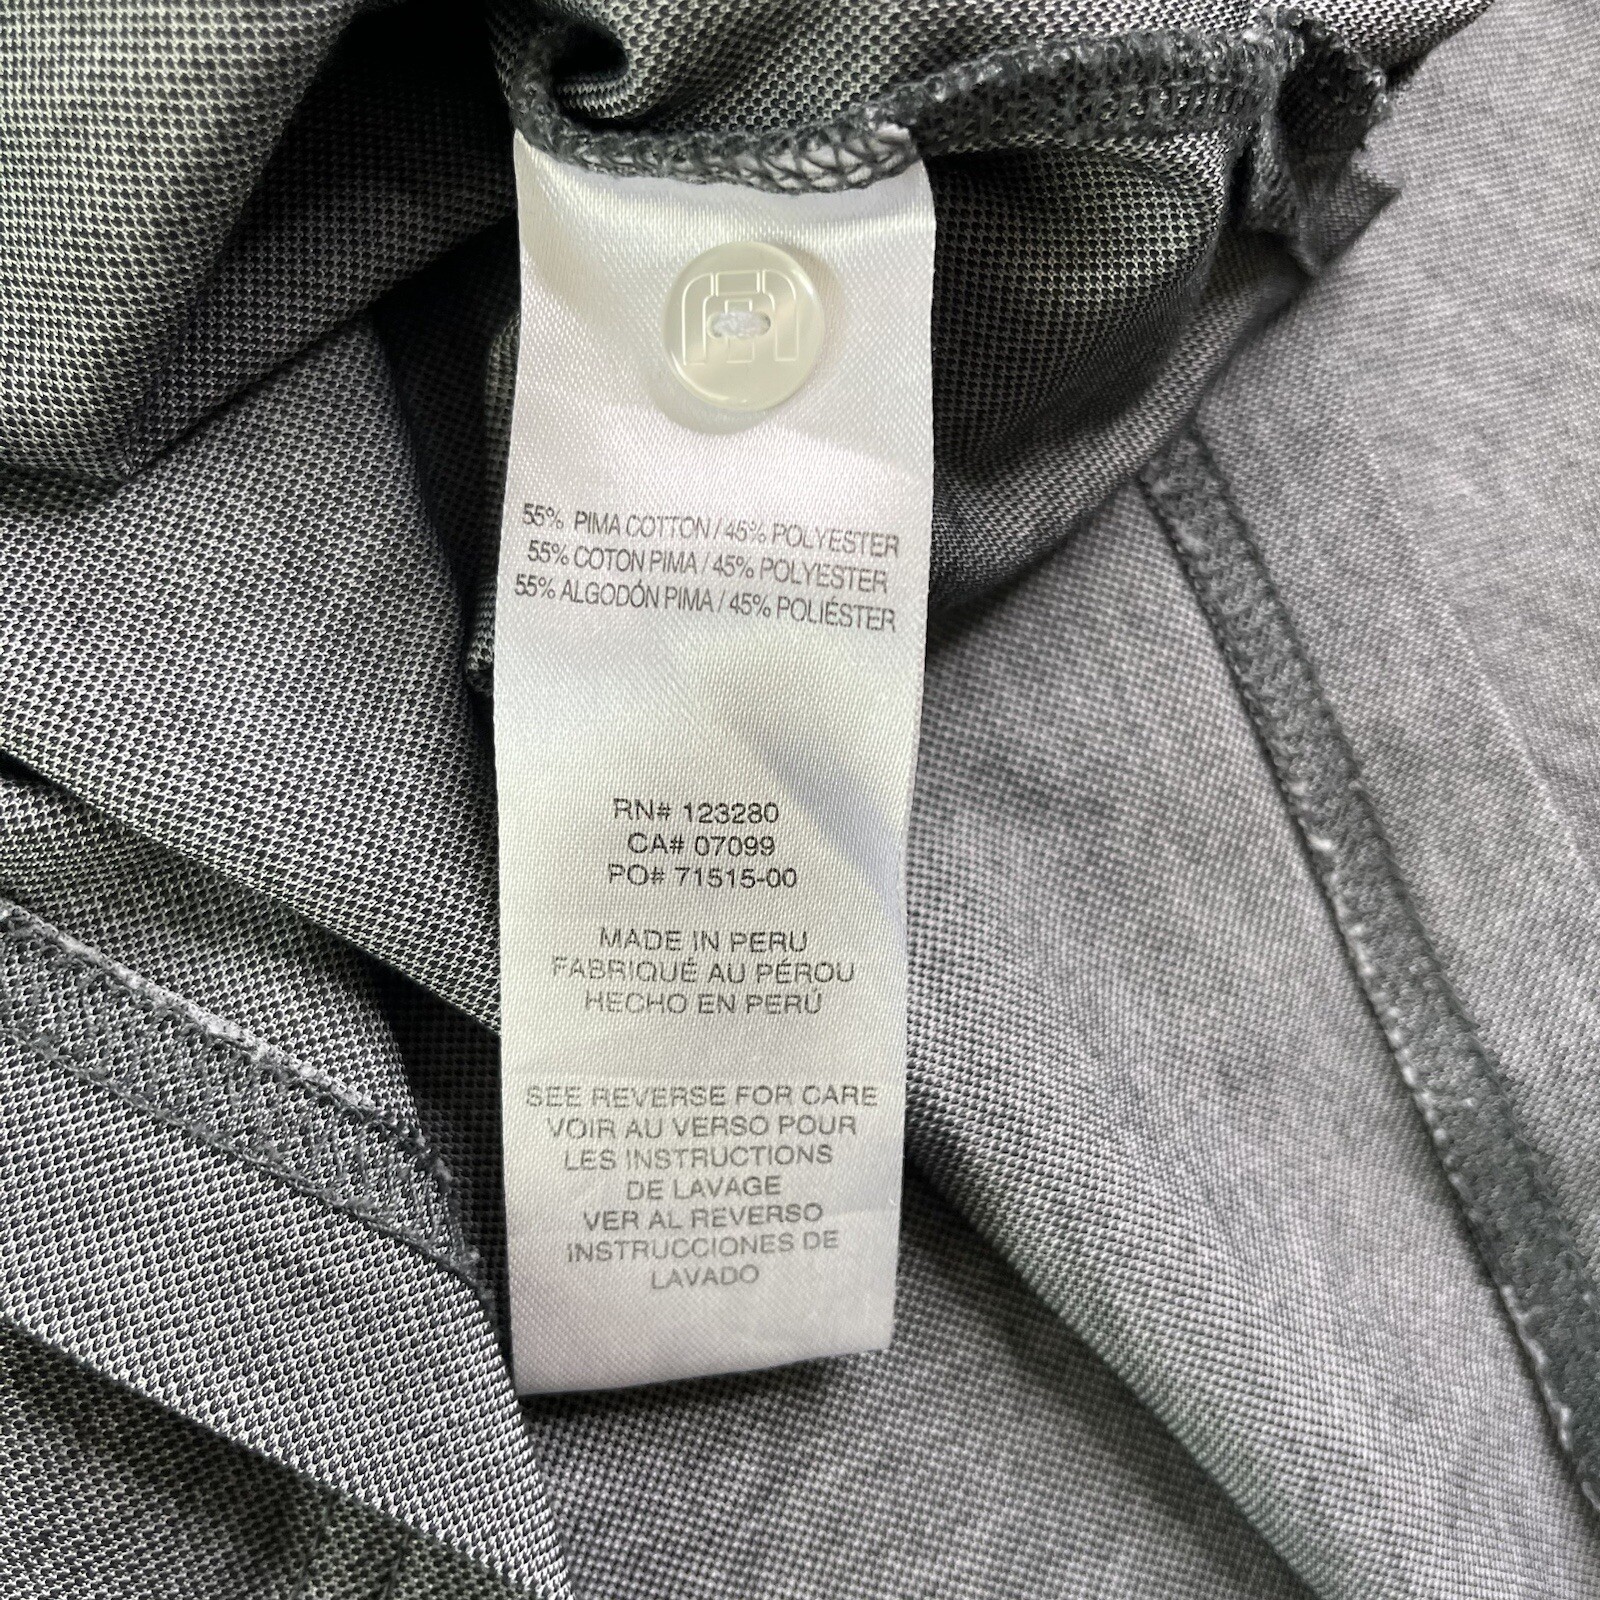 55% PIMA COTTON / 45% POLYESTER
55% COTON PIMA / 45% POLYESTER
55% ALGODÓN PIMA / 45% POLIÉSTER
RN# 123280
CA# 07099
PO# 71515-00
MADE IN PERU
FABRIQUÉ AU PÉROU
HECHO EN PERÚ
SEE REVERSE FOR CARE
VOIR AU VERSO POUR
LES INSTRUCTIONS
DE LAVAGE
VER AL REVERSO
INSTRUCCIONES DE
LAVADO